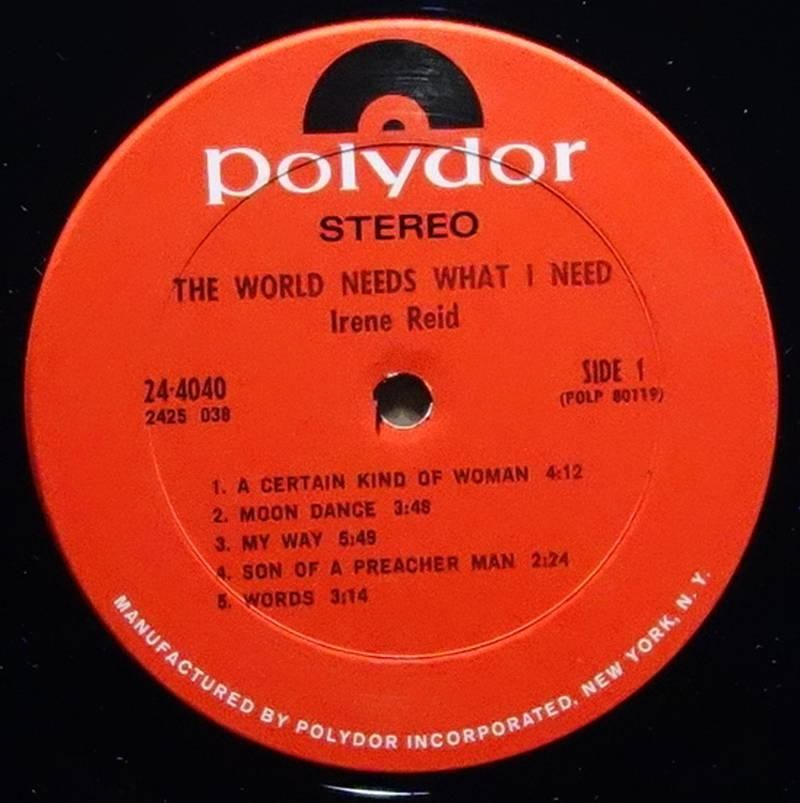 polydor
STEREO
THE WORLD NEEDS WHAT I NEED
Irene Reid
24-4040
2425 038
SIDE 1
(POLP 80119)
1. A CERTAIN KIND OF WOMAN 4:12
2. MOON DANCE 3:48
3. MY WAY 5:49
4. SON OF A PREACHER MAN 2:24
5. WORDS 3:14
MANUFACTURED BY POLYDOR INCORPORATED, NEW YORK, N. Y.